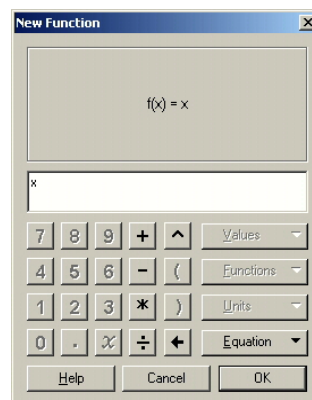 New Function
f(x) = x
x
7 8 9 + ^ Values
4 5 6 - ( Functions
1 2 3 * ) Units
0 . x ÷ ← Equation
Help Cancel OK